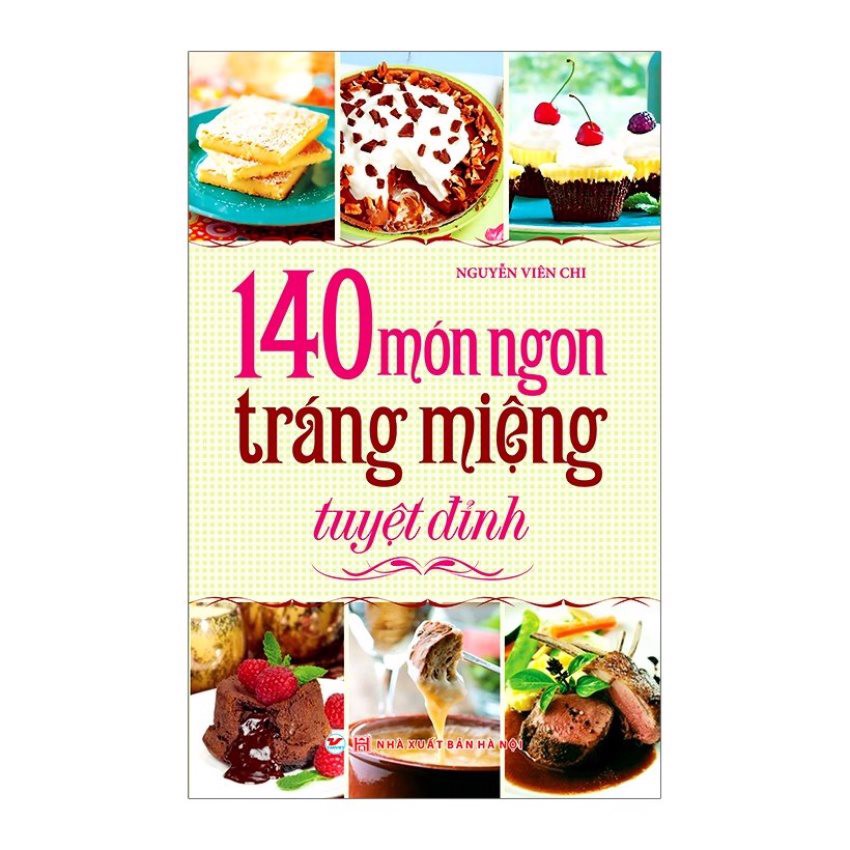 NGUYỄN VIÊN CHI
140 món ngon
tráng miệng
tuyệt đỉnh
NHÀ XUẤT BẢN HÀ NỘI